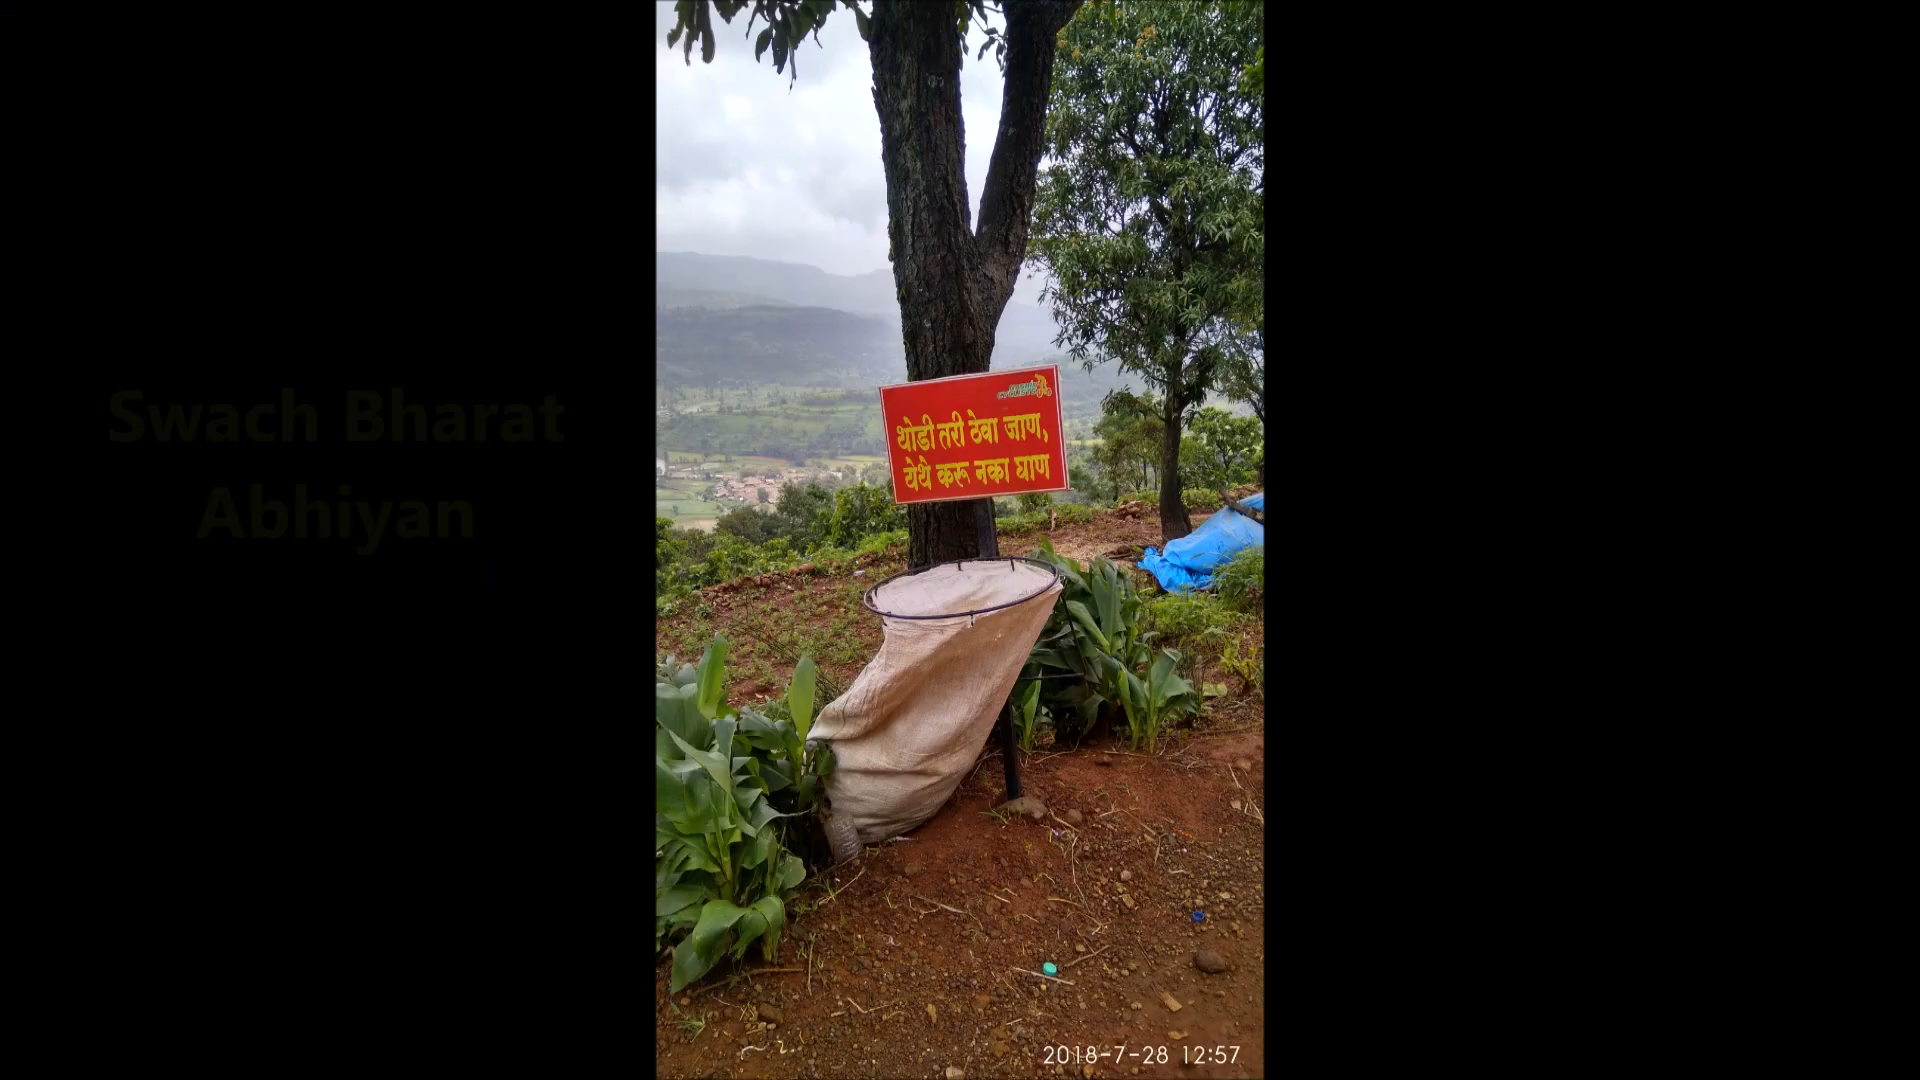 Swach Bharat
Abhiyan
थोडी तरी ठेवा जाण,
येथे करू नका घाण
2018-7-28 12:57